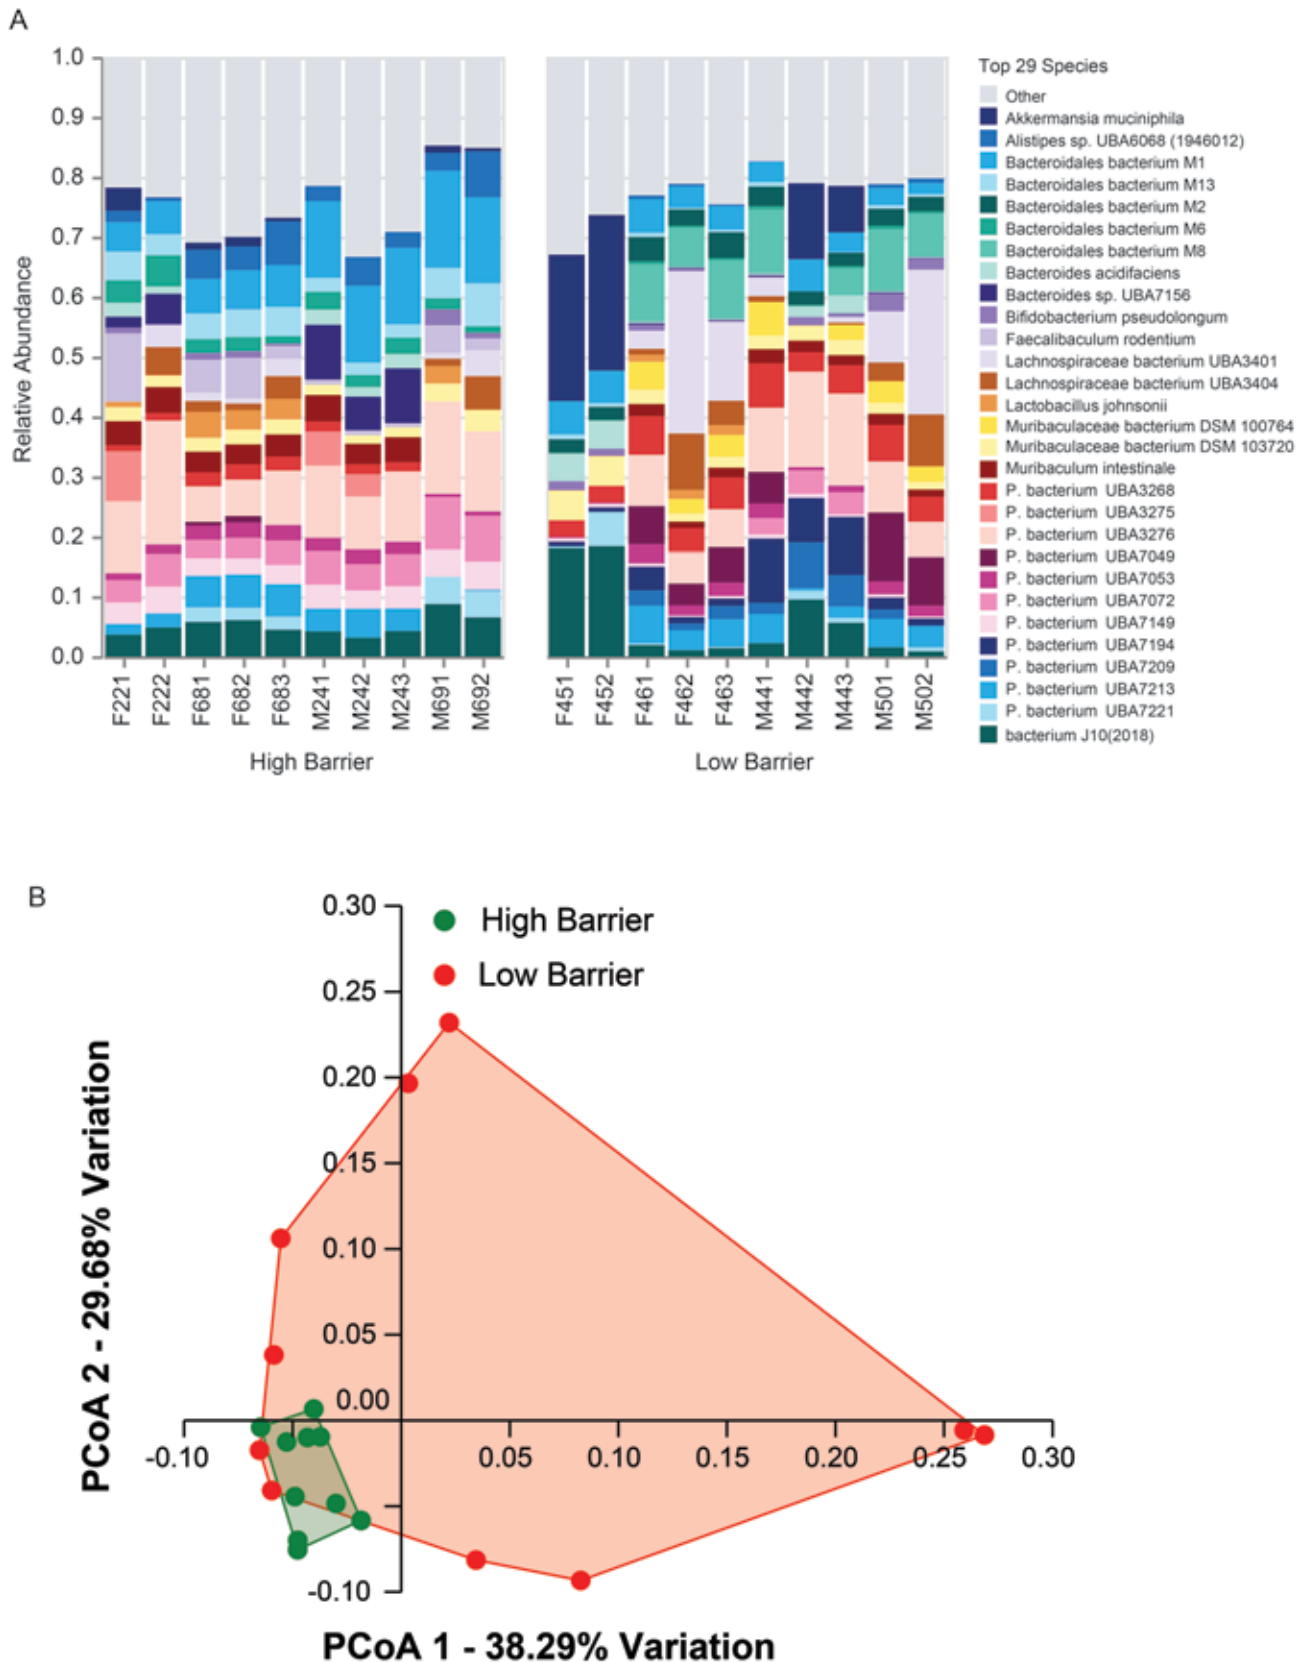 A
1.0
0.9
0.8
0.7
0.6
0.5
0.4
0.3
0.2
0.1
0.0
Relative Abundance
F221
F222
F681
F682
F683
M241
M242
M243
M691
M692
High Barrier
F451
F452
F461
F462
F463
M441
M442
M443
M501
M502
Low Barrier
Top 29 Species
Other
Akkermansia muciniphila
Alistipes sp. UBA6068 (1946012)
Bacteroidales bacterium M1
Bacteroidales bacterium M13
Bacteroidales bacterium M2
Bacteroidales bacterium M6
Bacteroidales bacterium M8
Bacteroides acidifaciens
Bacteroides sp. UBA7156
Bifidobacterium pseudolongum
Faecalibaculum rodentium
Lachnospiraceae bacterium UBA3401
Lachnospiraceae bacterium UBA3404
Lactobacillus johnsonii
Muribaculaceae bacterium DSM 100764
Muribaculaceae bacterium DSM 103720
Muribaculum intestinale
P. bacterium UBA3268
P. bacterium UBA3275
P. bacterium UBA3276
P. bacterium UBA7049
P. bacterium UBA7053
P. bacterium UBA7072
P. bacterium UBA7149
P. bacterium UBA7194
P. bacterium UBA7209
P. bacterium UBA7213
P. bacterium UBA7221
bacterium J10(2018)
B
High Barrier
Low Barrier
0.30
0.25
0.20
0.15
0.10
0.05
0.00
-0.10
PCoA 2 - 29.68% Variation
-0.10
0.05
0.10
0.15
0.20
0.25
0.30
PCoA 1 - 38.29% Variation